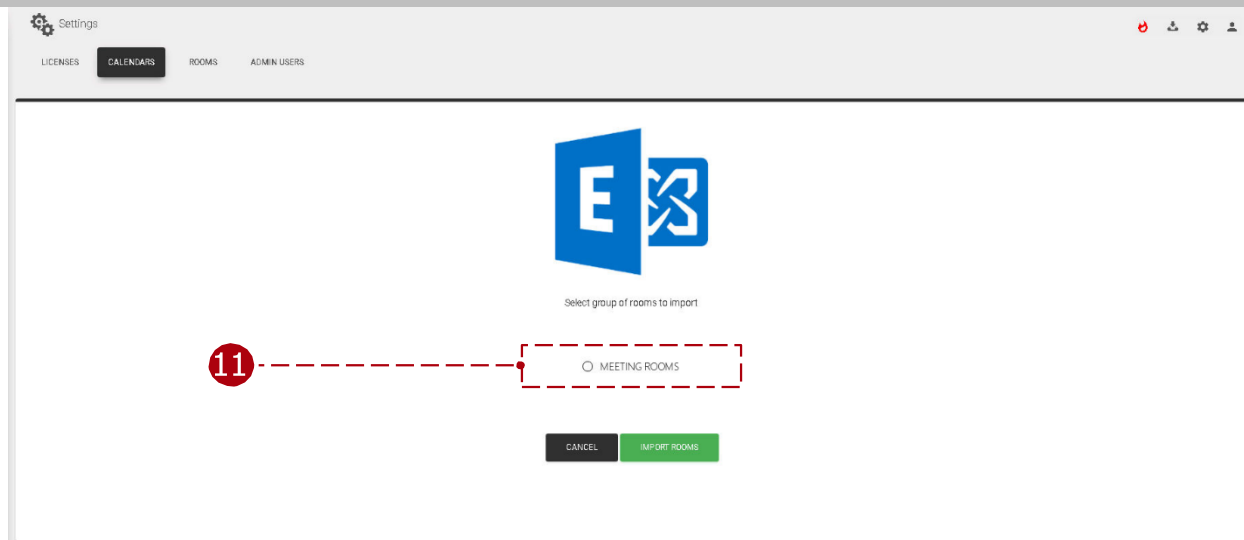 Settings
LICENSES CALENDARS ROOMS ADMIN USERS
E
Select group of rooms to import
11
MEETING ROOMS
CANCEL IMPORT ROOMS